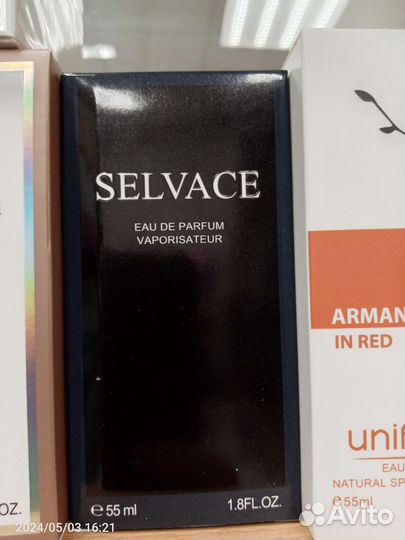 SELVACE
EAU DE PARFUM
VAPORISATEUR
℮ 55 ml 1.8FL.OZ.
ARMAN
IN RED
unif
EAU
NATURAL SP
℮55ml
OZ.
2024/05/03 16:21
Avito